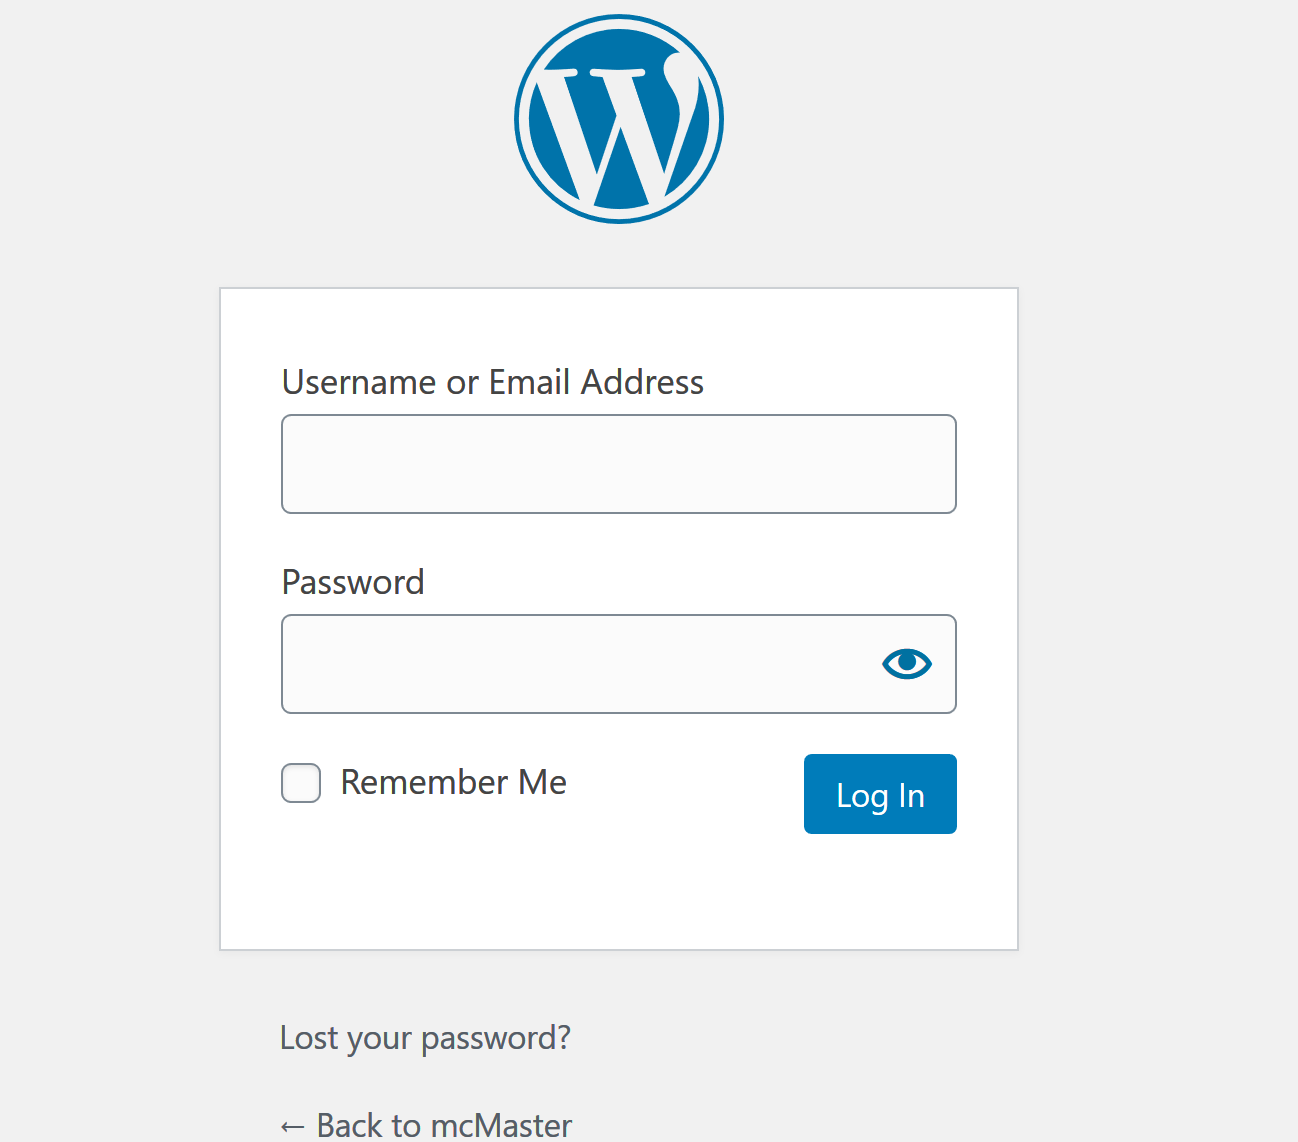 Username or Email Address
Password
Remember Me
Log In
Lost your password?
← Back to mcMaster